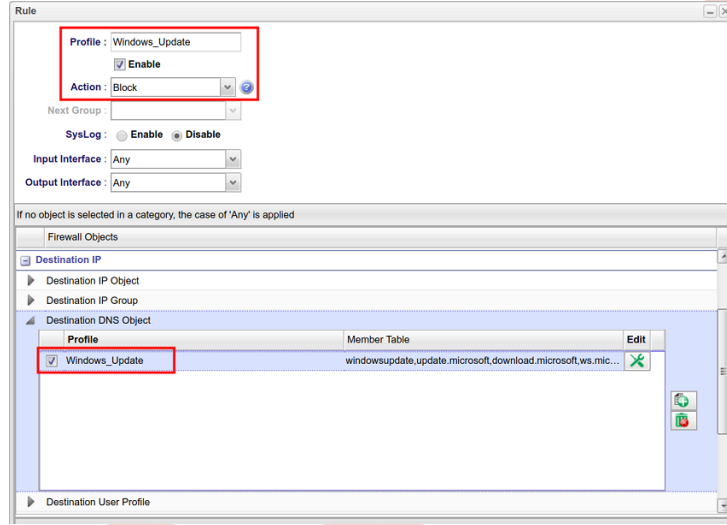 Rule
Profile : Windows_Update
Enable
Action : Block
Next Group :
SysLog : Enable Disable
Input Interface : Any
Output Interface : Any
If no object is selected in a category, the case of 'Any' is applied
Firewall Objects
Destination IP
Destination IP Object
Destination IP Group
Destination DNS Object
Profile Member Table Edit
Windows_Update windowsupdate,update.microsoft,download.microsoft,ws.mic...
Destination User Profile